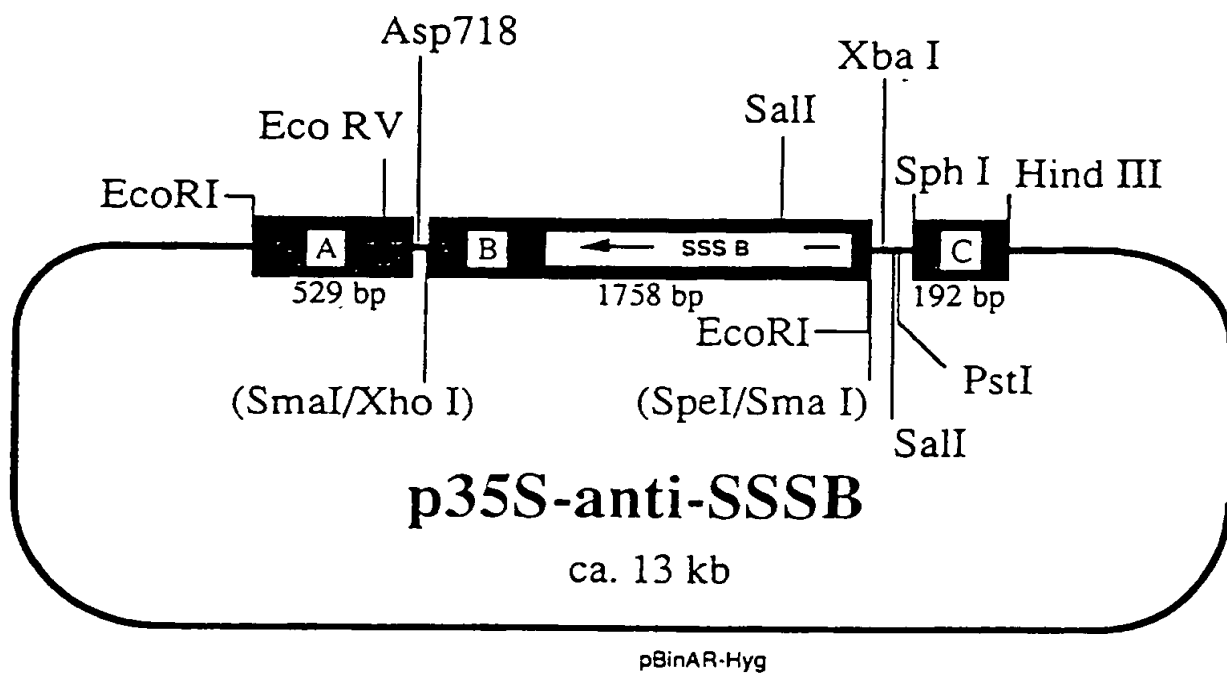 Asp718
Xba I
Eco RV
SalI
EcoRI
Sph I
Hind III
A
B
SSS B
C
529 bp
1758 bp
192 bp
EcoRI
(SmaI/Xho I)
(SpeI/Sma I)
PstI
SalI
p35S-anti-SSSB
ca. 13 kb
pBinAR-Hyg